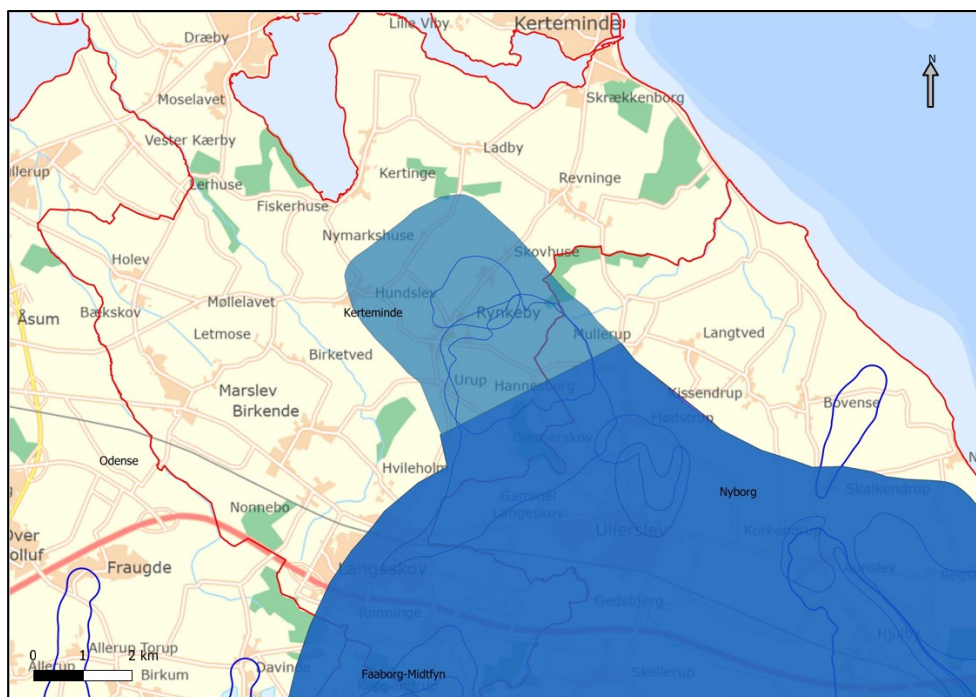 Lille Viby
Kerteminde
Dræby
N
Moselavet
Skrækkenborg
Vester Kærby
Ladby
Kertinge
Revninge
Lerhuse
Fiskerhuse
Nymarkshuse
Skovhuse
Holev
Hundslev
Møllelavet
Bækskov
Kerteminde
Rynkeby
Åsum
Letmose
Mullerup
Langtved
Birketved
Urup
Hannesborg
Marslev
Kissendrup
Birkende
Bovense
Flødstrup
Odense
Hvileholm
Skalkendrup
Gammel
Langeskov
Nyborg
Nonnebo
Ullerslev
Korkendrup
Fraugde
Langeskov
Aunslev
Gedsbjerg
Rønninge
Hjulby
0 1 2 km
Allerup Torup
Allerup
Birkum
Davinde
Faaborg-Midtfyn
Skellerup